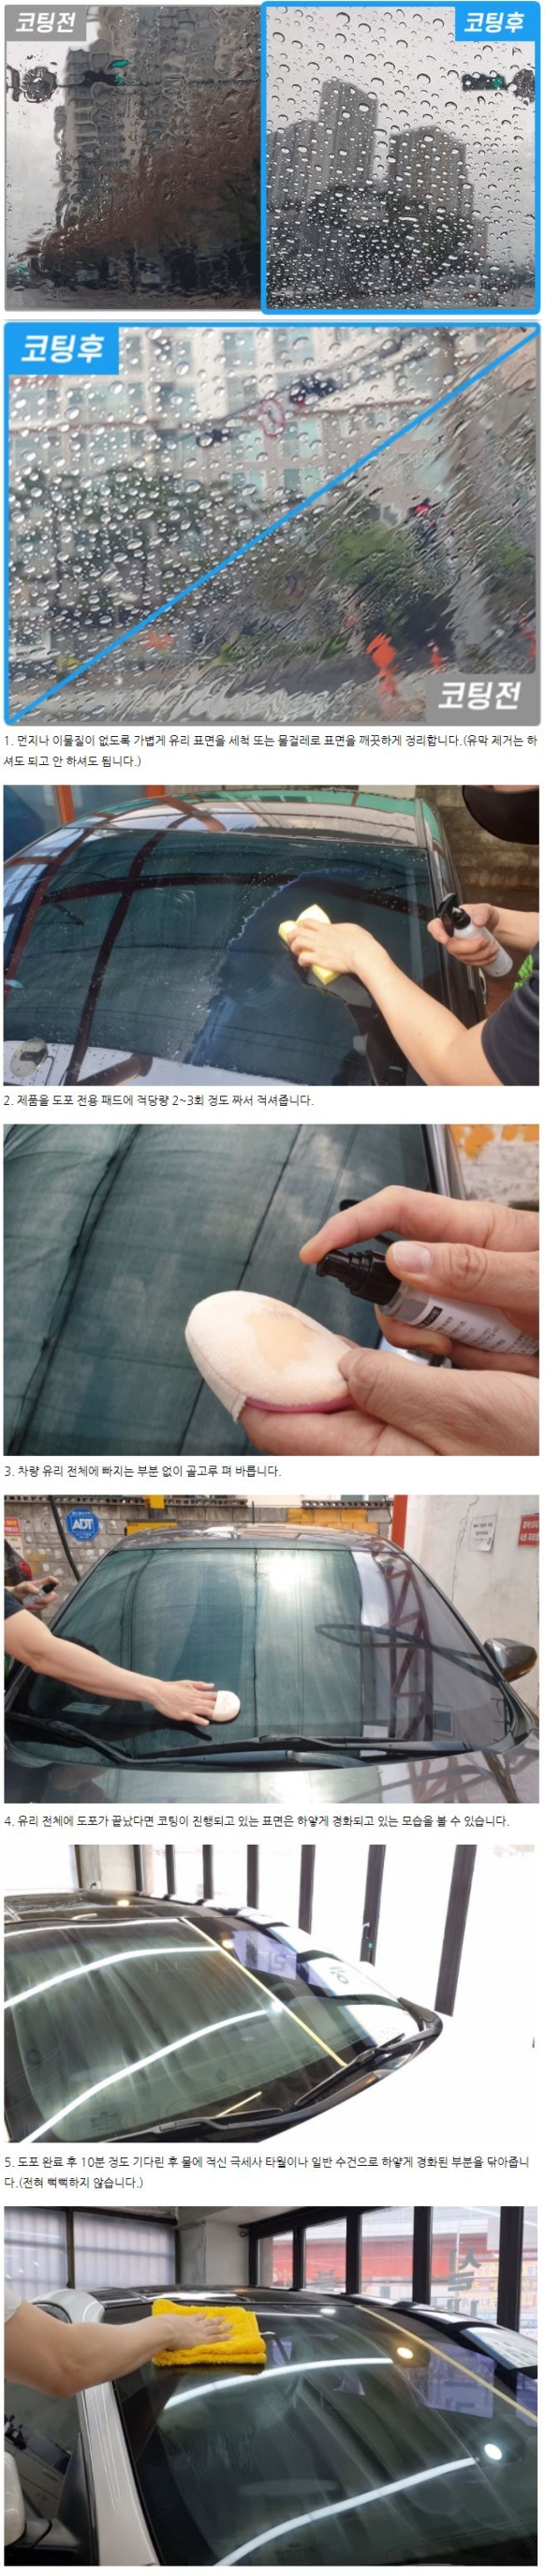 코팅전
코팅후
코팅후
코팅전
1. 먼지나 이물질이 없도록 가볍게 유리 표면을 세척 또는 물걸레로 표면을 깨끗하게 정리합니다.(유막 제거는 하
셔도 되고 안 하셔도 됩니다.)
2. 제품을 도포 전용 패드에 적당량 2~3회 정도 짜서 적셔줍니다.
3. 차량 유리 전체에 빠지는 부분 없이 골고루 펴 바릅니다.
ADT
4. 유리 전체에 도포가 끝났다면 코팅이 진행되고 있는 표면은 하얗게 경화되고 있는 모습을 볼 수 있습니다.
5. 도포 완료 후 10분 정도 기다린 후 물에 적신 극세사 타월이나 일반 수건으로 하얗게 경화된 부분을 닦아줍니
다.(전혀 뻑뻑하지 않습니다.)